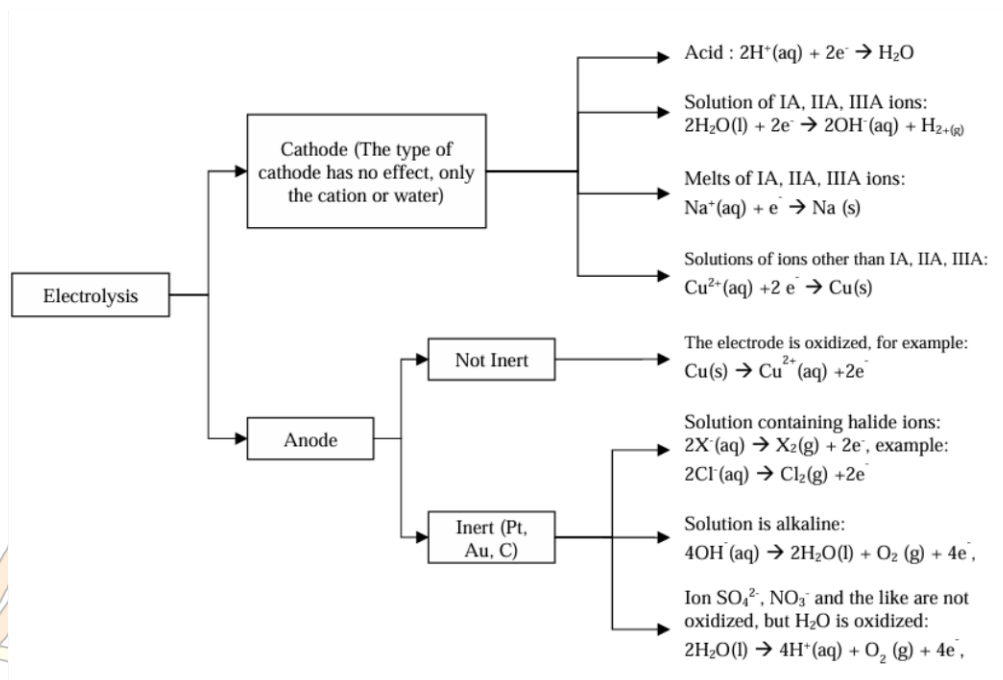 Electrolysis
Cathode (The type of
cathode has no effect, only
the cation or water)
Acid : 2H⁺(aq) + 2e⁻ → H₂O
Solution of IA, IIA, IIIA ions:
2H₂O(l) + 2e⁻ → 2OH⁻(aq) + H₂₊₍g₎
Melts of IA, IIA, IIIA ions:
Na⁺(aq) + e⁻ → Na (s)
Solutions of ions other than IA, IIA, IIIA:
Cu²⁺(aq) +2 e⁻ → Cu(s)
Anode
Not Inert
The electrode is oxidized, for example:
Cu(s) → Cu²⁺(aq) +2e⁻
Inert (Pt,
Au, C)
Solution containing halide ions:
2X⁻(aq) → X₂(g) + 2e⁻, example:
2Cl⁻(aq) → Cl₂(g) +2e⁻
Solution is alkaline:
4OH⁻(aq) → 2H₂O(l) + O₂ (g) + 4e⁻,
Ion SO₄²⁻, NO₃⁻ and the like are not
oxidized, but H₂O is oxidized:
2H₂O(l) → 4H⁺(aq) + O₂ (g) + 4e⁻,